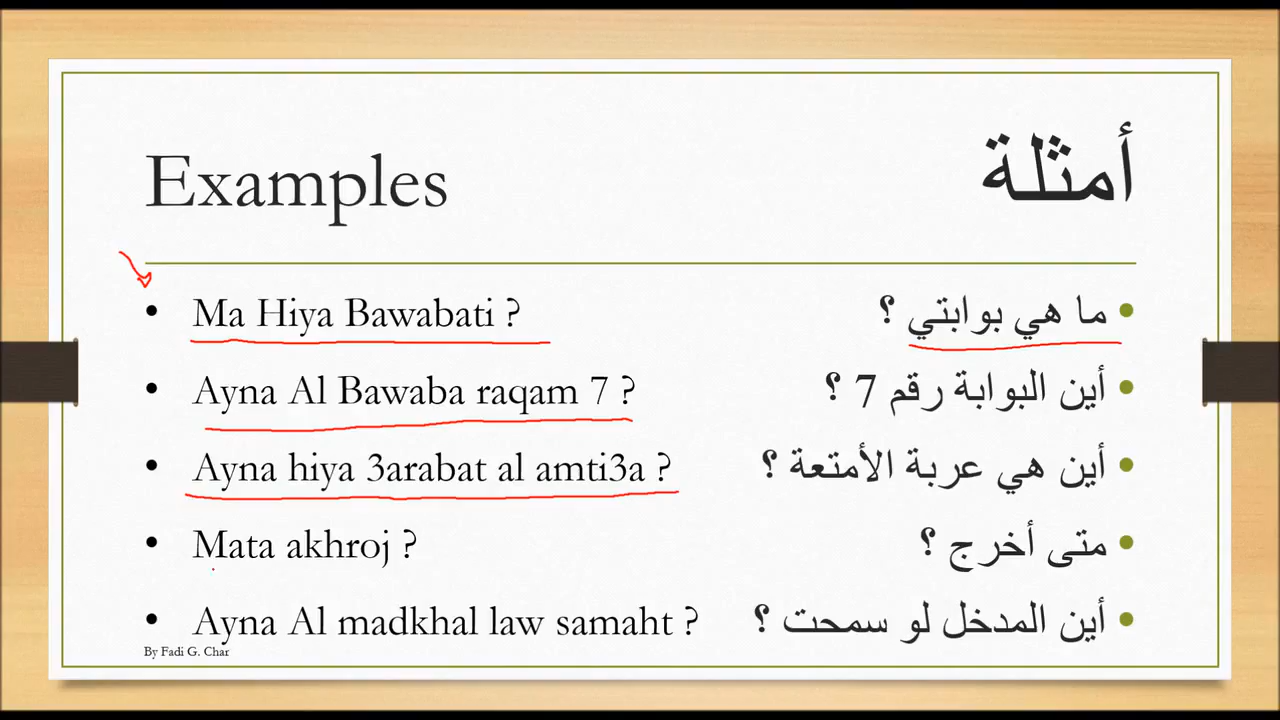 Examples
أمثلة
• Ma Hiya Bawabati ?
• ما هي بوابتي ؟
• Ayna Al Bawaba raqam 7 ?
• أين البوابة رقم 7 ؟
• Ayna hiya 3arabat al amti3a ?
• أين هي عربة الأمتعة ؟
• Mata akhroj ?
• متى أخرج ؟
• Ayna Al madkhal law samaht ?
• أين المدخل لو سمحت ؟
By Fadi G. Char